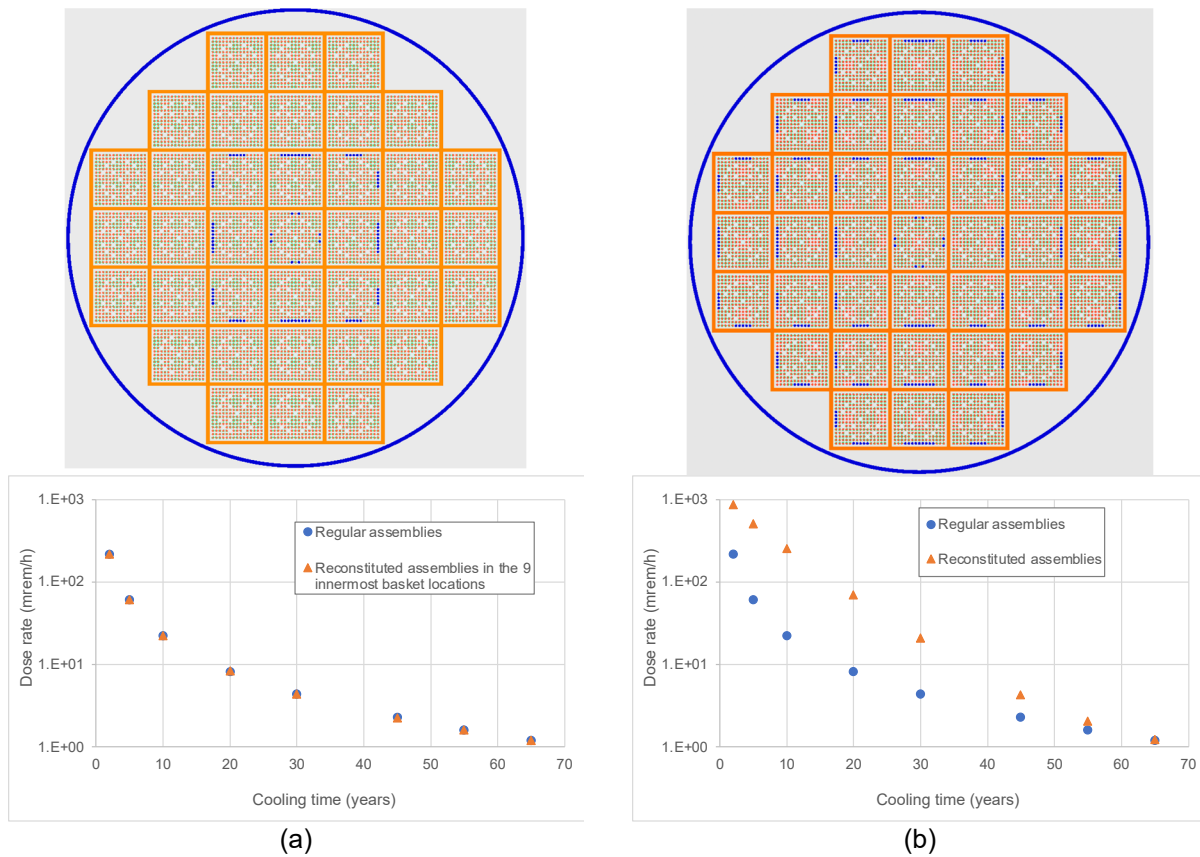 1.E+03
1.E+02
1.E+01
1.E+00
Dose rate (mrem/h)
Regular assemblies
Reconstituted assemblies in the 9
innermost basket locations
0 10 20 30 40 50 60 70
Cooling time (years)
(a)
1.E+03
1.E+02
1.E+01
1.E+00
Dose rate (mrem/h)
Regular assemblies
Reconstituted assemblies
0 10 20 30 40 50 60 70
Cooling time (years)
(b)